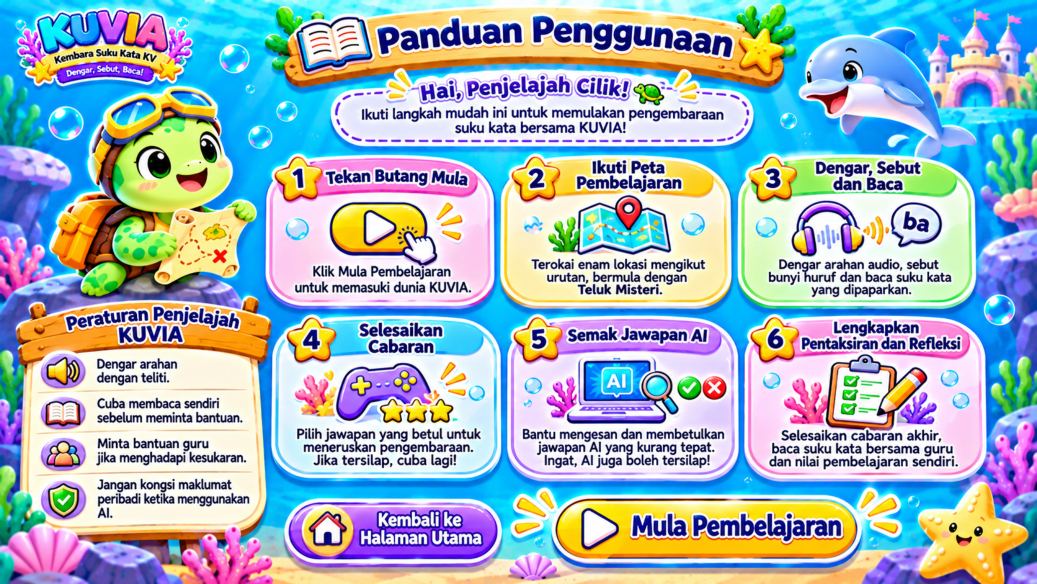 KUVIA
Kembara Suku Kata KV
Dengar, Sebut, Baca!
Panduan Penggunaan
Hai, Penjelajah Cilik!
Ikuti langkah mudah ini untuk memulakan pengembaraan
suku kata bersama KUVIA!
1
Tekan Butang Mula
Klik Mula Pembelajaran
untuk memasuki dunia KUVIA.
2
Ikuti Peta
Pembelajaran
Terokai enam lokasi mengikut
urutan, bermula dengan
Teluk Misteri.
3
Dengar, Sebut
dan Baca
ba
Dengar arahan audio, sebut
bunyi huruf dan baca suku kata
yang dipaparkan.
Peraturan Penjelajah
KUVIA
Dengar arahan
dengan teliti.
Cuba membaca sendiri
sebelum meminta bantuan.
Minta bantuan guru
jika menghadapi kesukaran.
Jangan kongsi maklumat
peribadi ketika menggunakan
AI.
4
Selesaikan
Cabaran
Pilih jawapan yang betul untuk
meneruskan pengembaraan.
Jika tersilap, cuba lagi!
5
Semak Jawapan AI
AI
Bantu mengesan dan membetulkan
jawapan AI yang kurang tepat.
Ingat, AI juga boleh tersilap!
6
Lengkapkan
Pentaksiran dan Refleksi
Selesaikan cabaran akhir,
baca suku kata bersama guru
dan nilai pembelajaran sendiri.
Kembali ke
Halaman Utama
Mula Pembelajaran